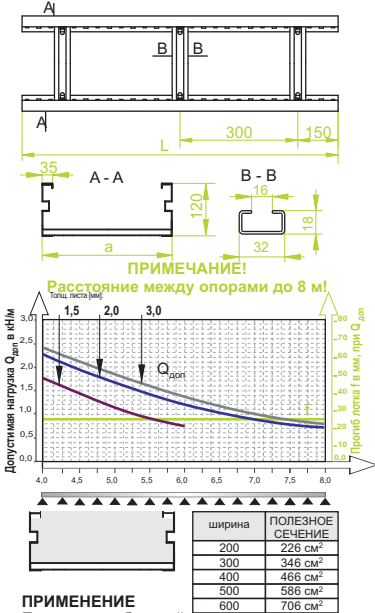 A
B B
A
300 150
L
35
A - A
120
a
B - B
16
18
32
ПРИМЕЧАНИЕ!
Расстояние между опорами до 8 м!
Толщ. листа [мм]:
1,5 2,0 3,0
Допустимая нагрузка Qдоп в кН/м
3,0
2,5
2,0
1,5
1,0
0,5
0,0
Qдоп
f
80
70
60
50
40
30
20
10
0,0
Прогиб лотка f в мм, при Qдоп
4,0 4,5 5,0 5,5 6,0 6,5 7,0 7,5 8,0
ширина ПОЛЕЗНОЕ СЕЧЕНИЕ
200 226 см²
300 346 см²
400 466 см²
500 586 см²
600 706 см²
ПРИМЕНЕНИЕ